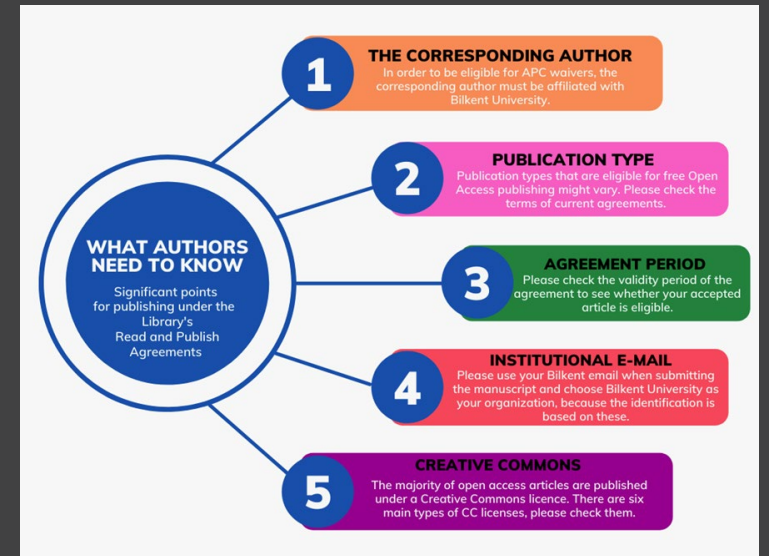 WHAT AUTHORS
NEED TO KNOW
Significant points
for publishing under the
Library's
Read and Publish
Agreements
1
THE CORRESPONDING AUTHOR
In order to be eligible for APC waivers, the
corresponding author must be affiliated with
Bilkent University.
2
PUBLICATION TYPE
Publication types that are eligible for free Open
Access publishing might vary. Please check the
terms of current agreements.
3
AGREEMENT PERIOD
Please check the validity period of the
agreement to see whether your accepted
article is eligible.
4
INSTITUTIONAL E-MAIL
Please use your Bilkent email when submitting
the manuscript and choose Bilkent University as
your organization, because the identification is
based on these.
5
CREATIVE COMMONS
The majority of open access articles are published
under a Creative Commons licence. There are six
main types of CC licenses, please check them.